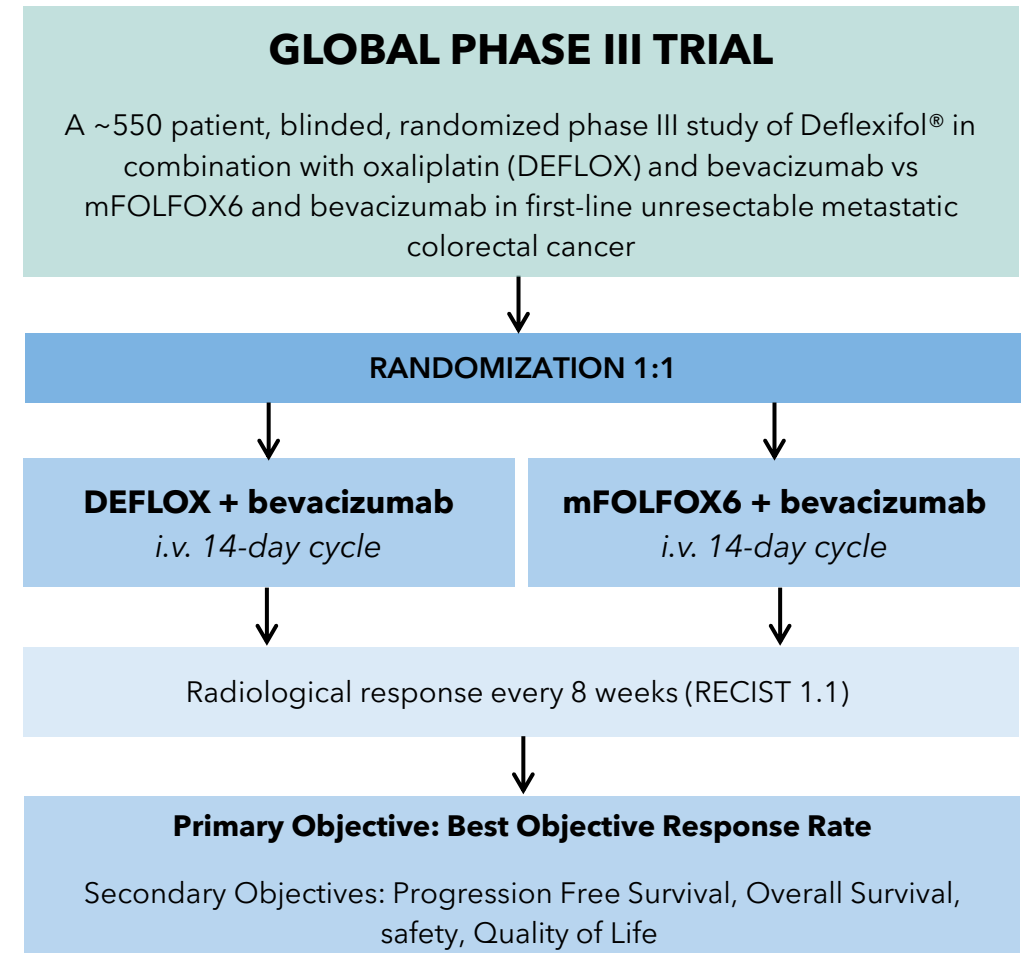 GLOBAL PHASE III TRIAL
A ~550 patient, blinded, randomized phase III study of Deflexifol® in
combination with oxaliplatin (DEFLOX) and bevacizumab vs
mFOLFOX6 and bevacizumab in first-line unresectable metastatic
colorectal cancer
RANDOMIZATION 1:1
DEFLOX + bevacizumab
i.v. 14-day cycle
mFOLFOX6 + bevacizumab
i.v. 14-day cycle
Radiological response every 8 weeks (RECIST 1.1)
Primary Objective: Best Objective Response Rate
Secondary Objectives: Progression Free Survival, Overall Survival,
safety, Quality of Life